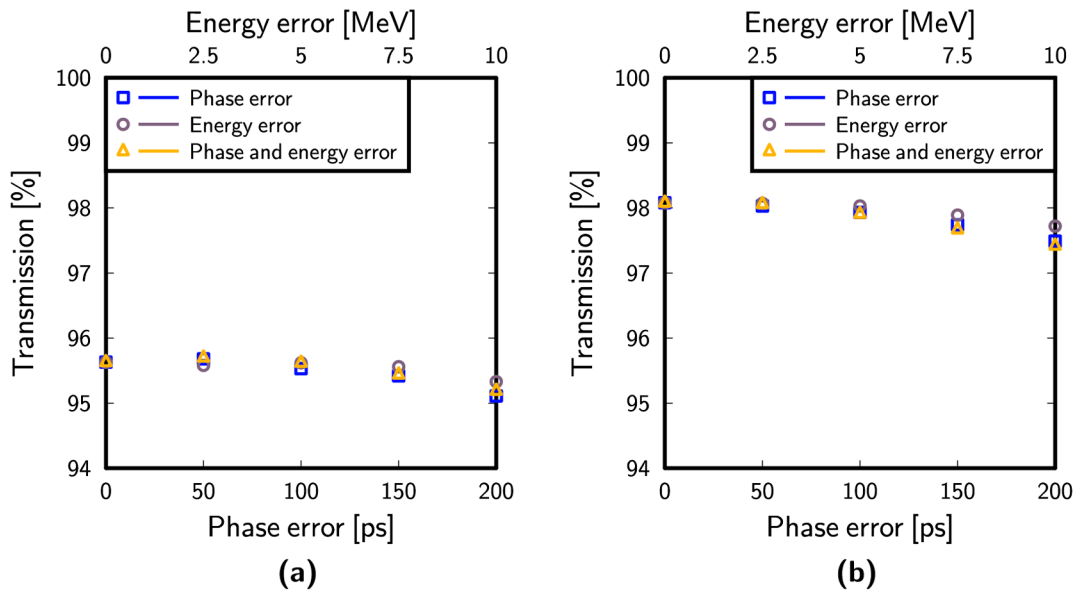 Energy error [MeV]
0 2.5 5 7.5 10
100
99
98
97
96
95
94
Transmission [%]
Phase error
Energy error
Phase and energy error
0 50 100 150 200
Phase error [ps]
(a)
Energy error [MeV]
0 2.5 5 7.5 10
100
99
98
97
96
95
94
Transmission [%]
Phase error
Energy error
Phase and energy error
0 50 100 150 200
Phase error [ps]
(b)